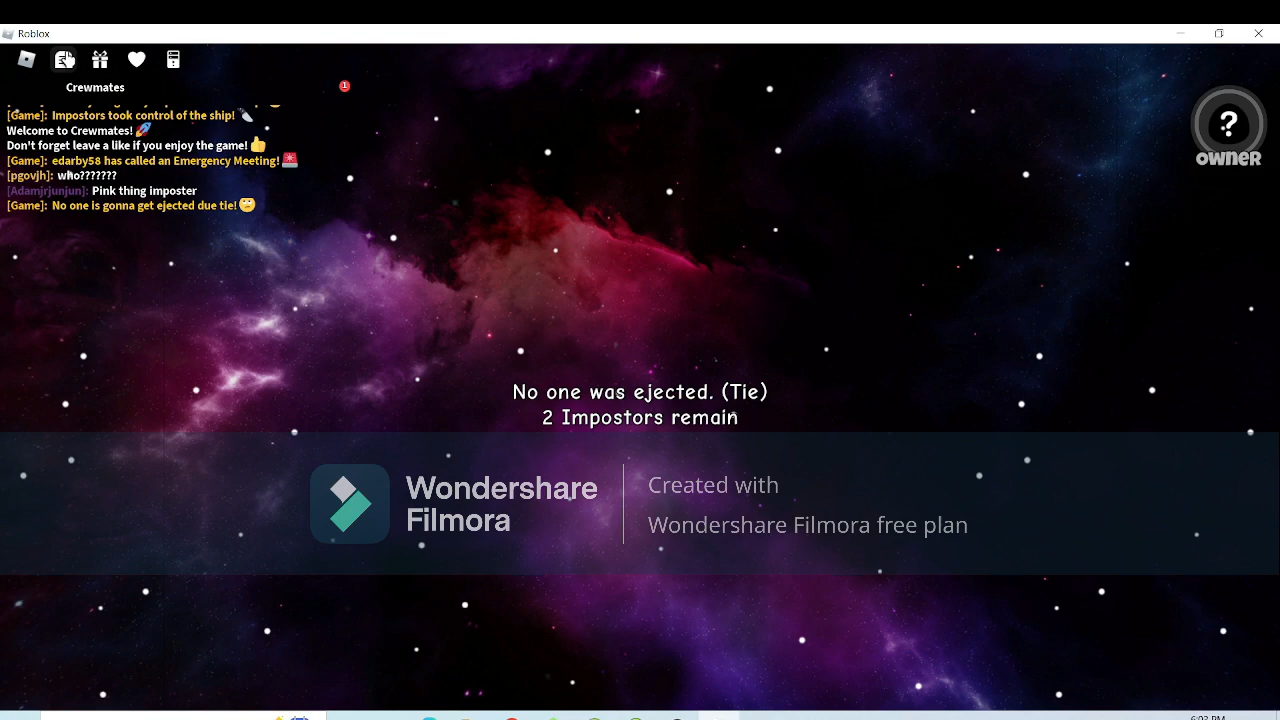 Roblox
Crewmates
1
[Game]: Impostors took control of the ship!
Welcome to Crewmates!
Don't forget leave a like if you enjoy the game!
[Game]: edarby58 has called an Emergency Meeting!
[pgovjh]: who???????
[Adamjrjunjun]: Pink thing imposter
[Game]: No one is gonna get ejected due tie!
?
OWNER
No one was ejected. (Tie)
2 Impostors remain
Wondershare
Filmora
Created with
Wondershare Filmora free plan